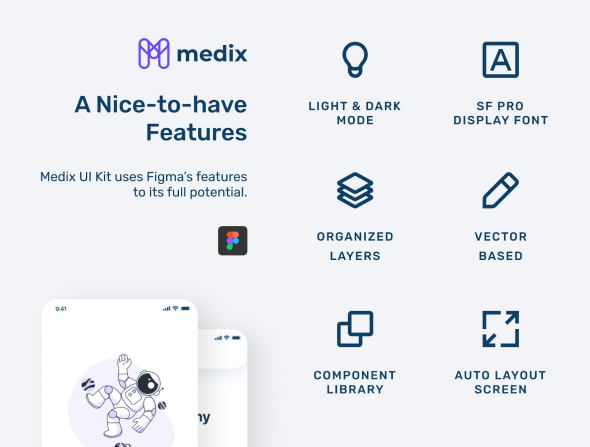 medix
A Nice-to-have
Features
Medix UI Kit uses Figma's features
to its full potential.
LIGHT & DARK
MODE
SF PRO
DISPLAY FONT
A
ORGANIZED
LAYERS
VECTOR
BASED
COMPONENT
LIBRARY
AUTO LAYOUT
SCREEN
9:41